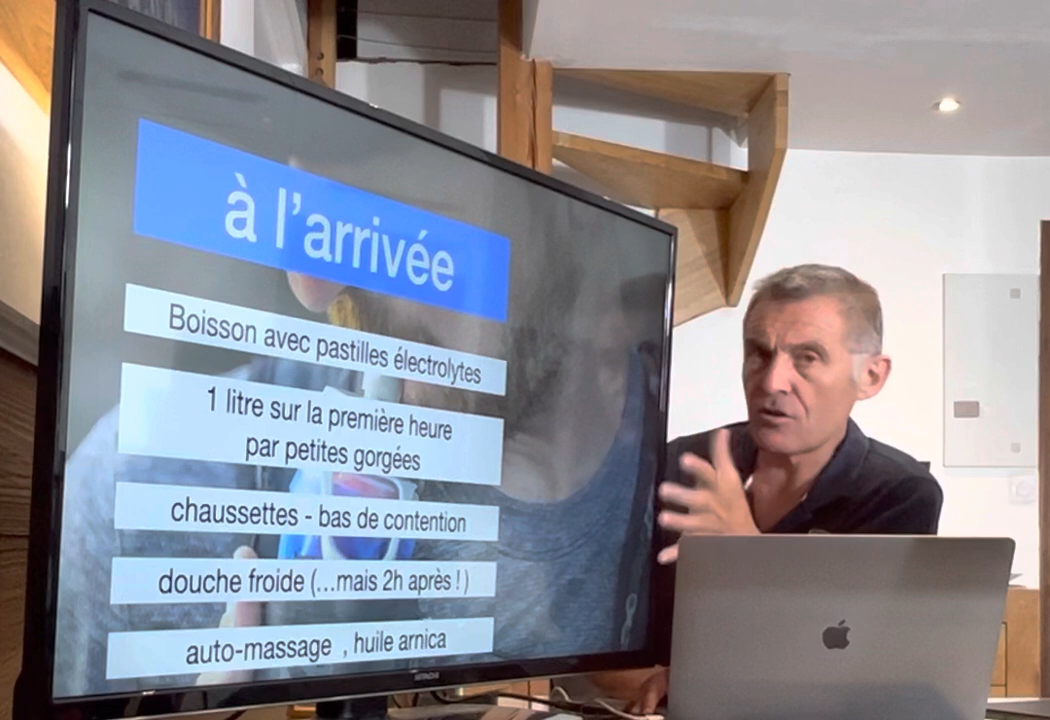 à l'arrivée
Boisson avec pastilles électrolytes
1 litre sur la première heure
par petites gorgées
chaussettes - bas de contention
douche froide (...mais 2h après ! )
auto-massage , huile arnica
HITACHI